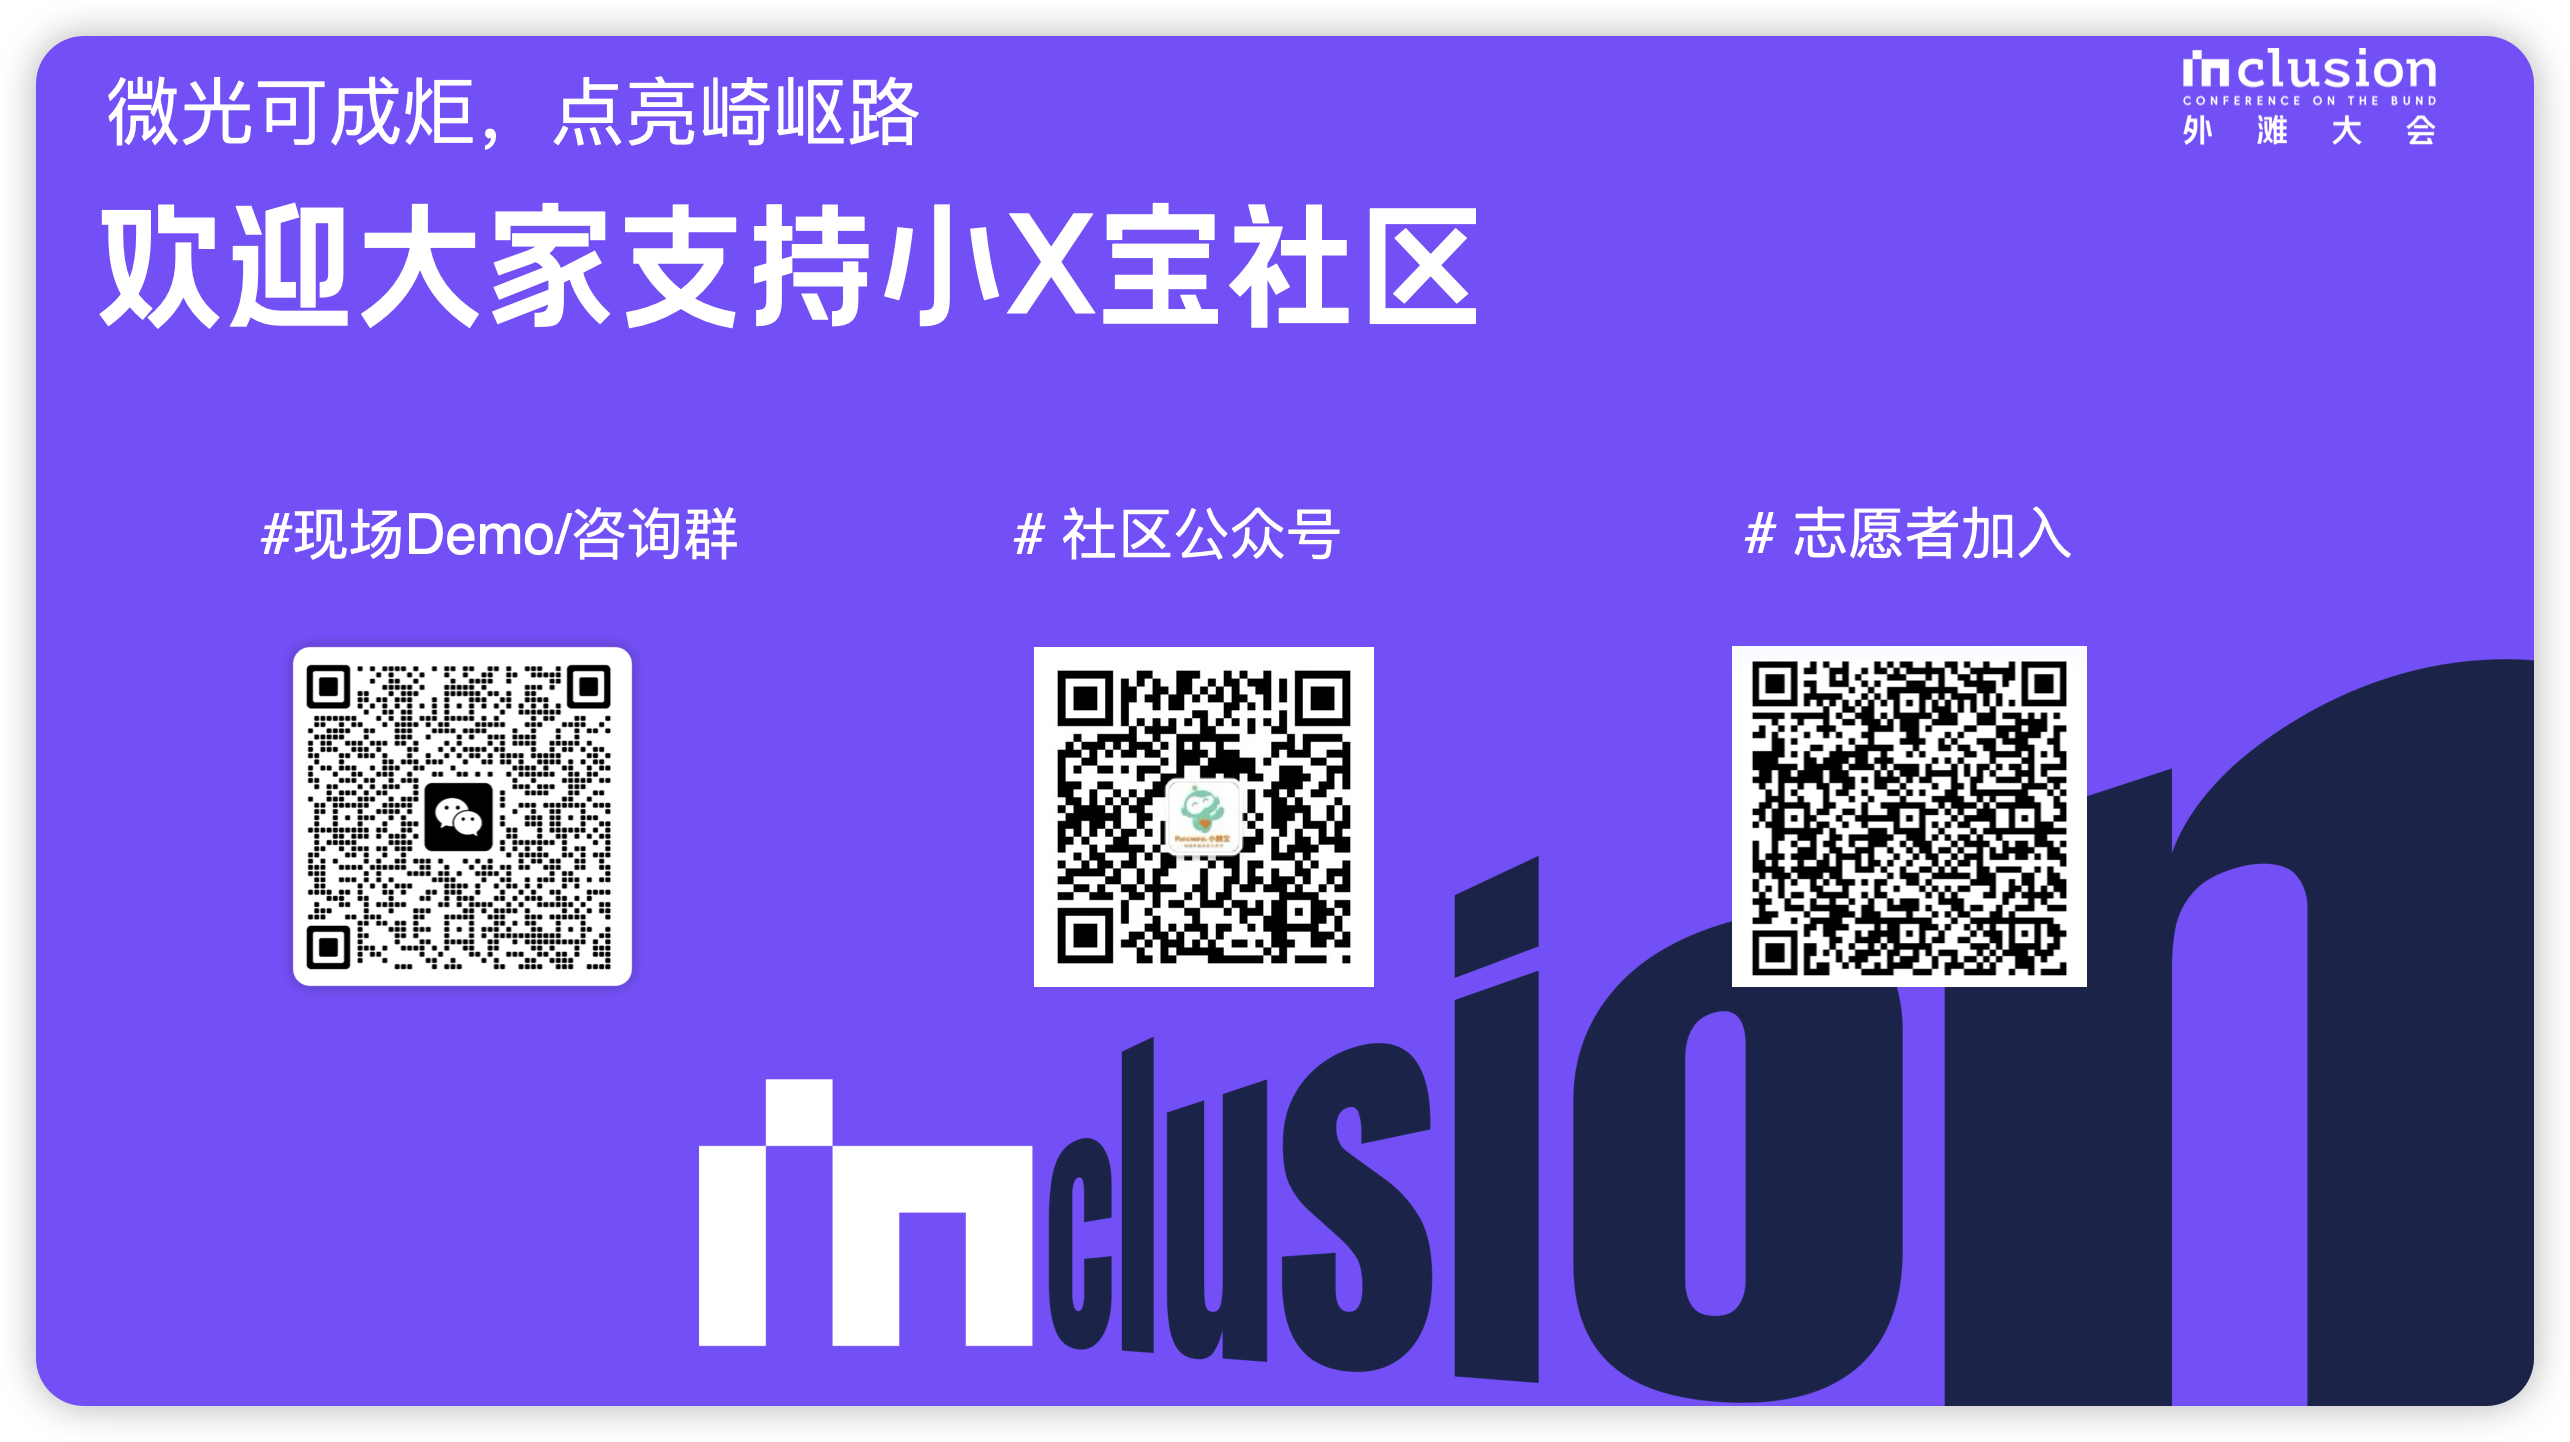 微光可成炬，点亮崎岖路
inclusion
CONFERENCE ON THE BUND
外滩大会
欢迎大家支持小X宝社区
#现场Demo/咨询群
# 社区公众号
# 志愿者加入
inclusion